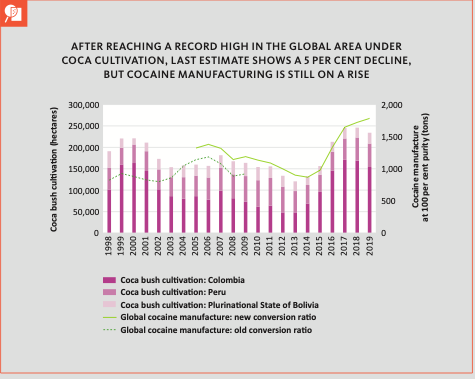 AFTER REACHING A RECORD HIGH IN THE GLOBAL AREA UNDER
COCA CULTIVATION, LAST ESTIMATE SHOWS A 5 PER CENT DECLINE,
BUT COCAINE MANUFACTURING IS STILL ON A RISE
Coca bush cultivation (hectares)
300,000
250,000
200,000
150,000
100,000
50,000
0
2,000
1,500
1,000
500
0
Cocaine manufacture
at 100 per cent purity (tons)
1998 1999 2000 2001 2002 2003 2004 2005 2006 2007 2008 2009 2010 2011 2012 2013 2014 2015 2016 2017 2018 2019
Coca bush cultivation: Colombia
Coca bush cultivation: Peru
Coca bush cultivation: Plurinational State of Bolivia
Global cocaine manufacture: new conversion ratio
Global cocaine manufacture: old conversion ratio